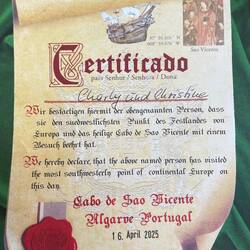 Sao Vicente
Certificado
para Senhor / Senhora / Dona:
Charly und Christine
Wir bestaetigen hiermit der obengenannten Person, dass
sie den suedwestlichsten Punkt des Festlandes von
Europa und das heilige Cabo de Sao Vicente mit einem
Besuch beehrt hat.
We hereby declare, that the above named person has visited
the most southwesterly point of continental Europe on
this day.
Cabo de Sao Vicente
Algarve Portugal
16. April 2025